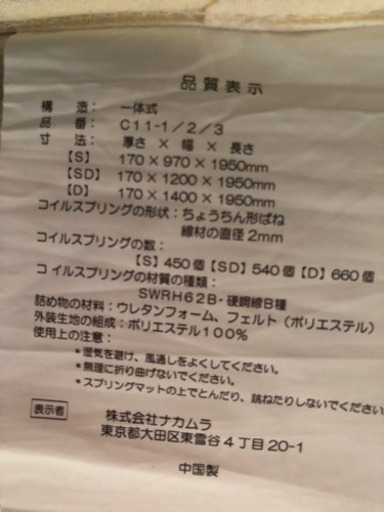 品質表示
構　造：　一体式
品　番：　C11-1/2/3
寸　法：　厚さ×幅×長さ
【S】　170×970×1950mm
【SD】　170×1200×1950mm
【D】　170×1400×1950mm
コイルスプリングの形状：ちょうちん形ばね
線材の直径2mm
コイルスプリングの数：
【S】450個【SD】540個【D】660個
コイルスプリングの材質の種類：
SWRH62B・硬鋼線B種
詰め物の材料：ウレタンフォーム、フェルト（ポリエステル）
外装生地の組成：ポリエステル100%
使用上の注意：
*湿気を避け、風通しをよくしてください。
*無理に折り曲げないでください。
*スプリングマットの上でとんだり、跳ねたりしないでください。
表示者　株式会社ナカムラ
東京都大田区東雪谷4丁目20-1
中国製